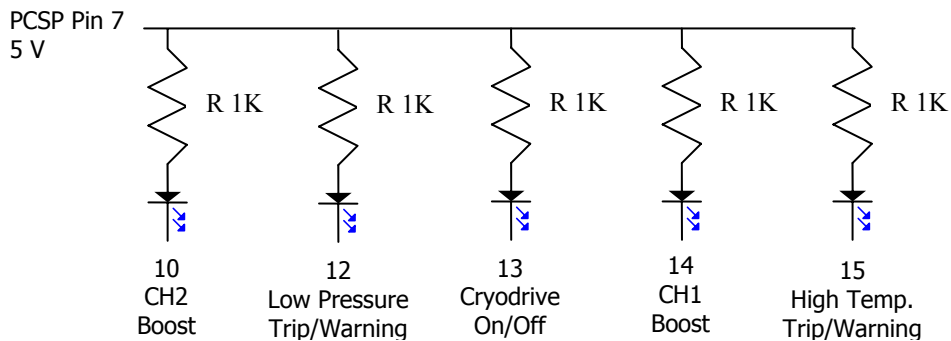 PCSP Pin 7
5 V
R 1K
R 1K
R 1K
R 1K
R 1K
10
CH2
Boost
12
Low Pressure
Trip/Warning
13
Cryodrive
On/Off
14
CH1
Boost
15
High Temp.
Trip/Warning